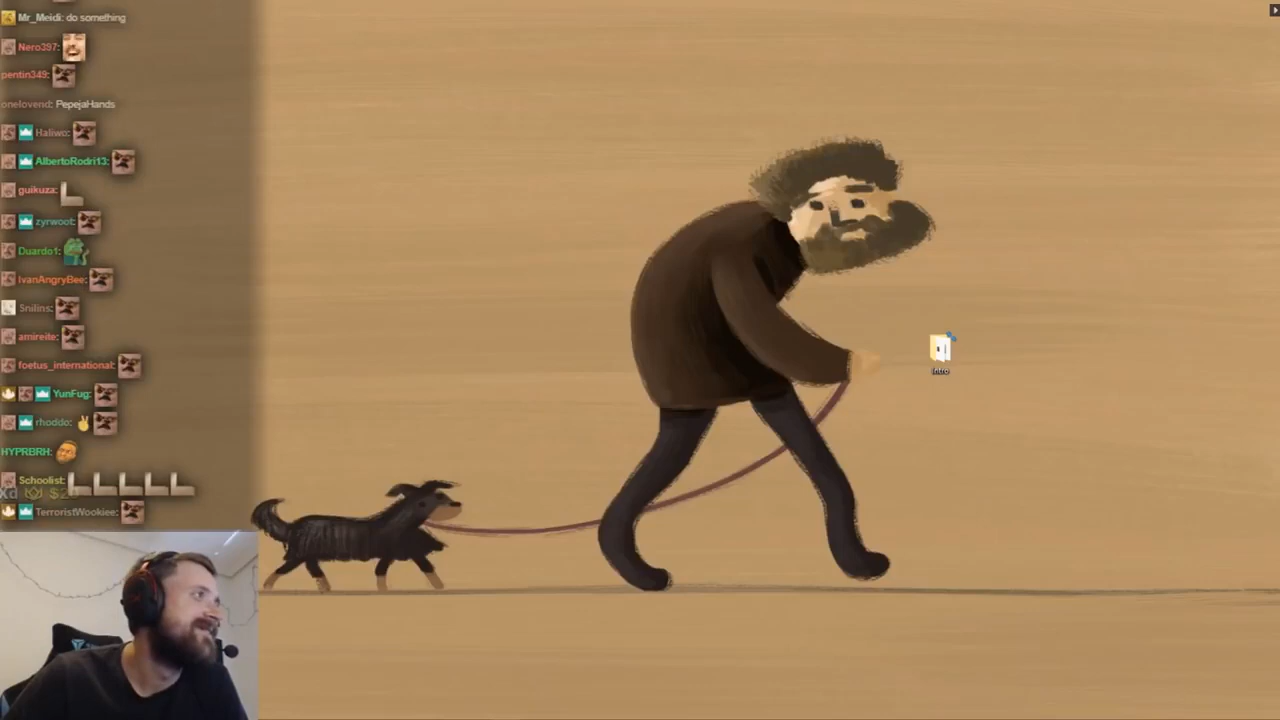 Mr_Meidi: do something
Nero397:
pentin349:
onelovend: PepejaHands
Haliwo:
AlbertoRodri13:
guikuza:
zyrwoot:
Duardo1:
IvanAngryBee:
Snilins:
amireite:
foetus_international:
YunFug:
rhoddo:
HYPRBRH:
Schoolist:
TerroristWookiee:
intro